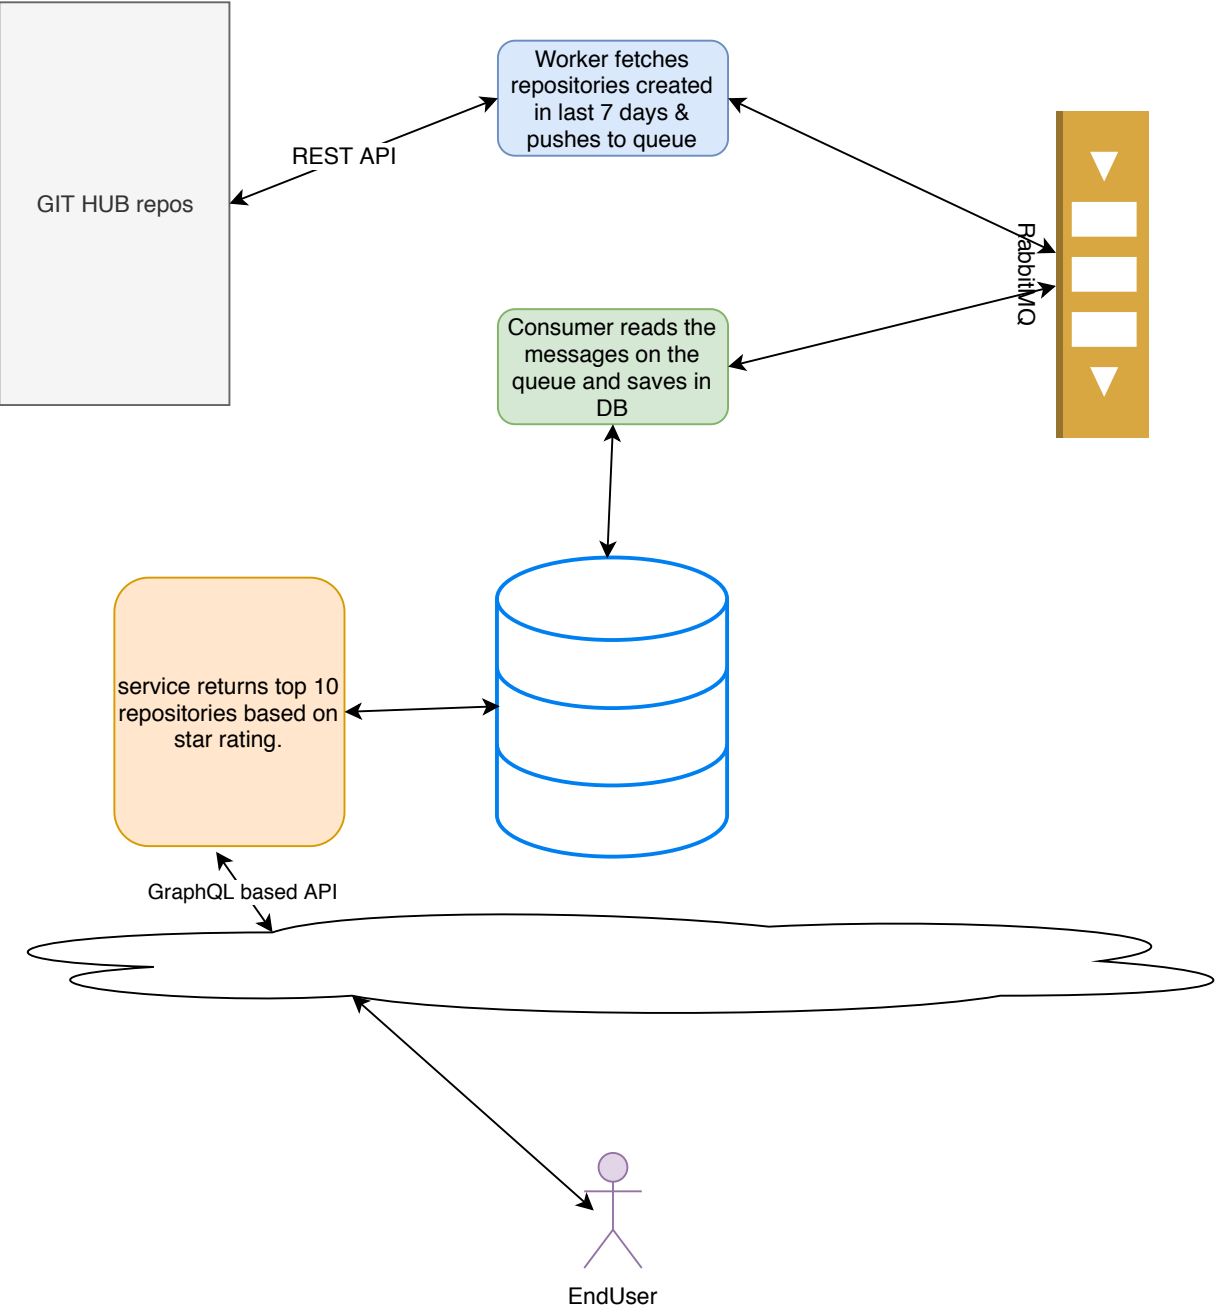 Worker fetches
repositories created
in last 7 days &
pushes to queue
REST API
GIT HUB repos
RabbitMQ
Consumer reads the
messages on the
queue and saves in
DB
service returns top 10
repositories based on
star rating.
GraphQL based API
EndUser